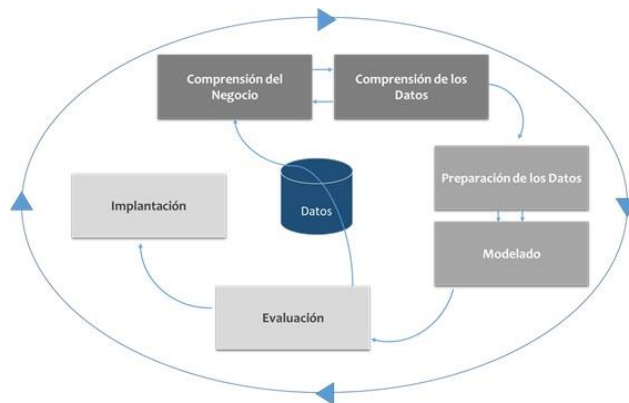 Comprensión del
Negocio
Comprensión de los
Datos
Preparación de los Datos
Modelado
Datos
Implantación
Evaluación